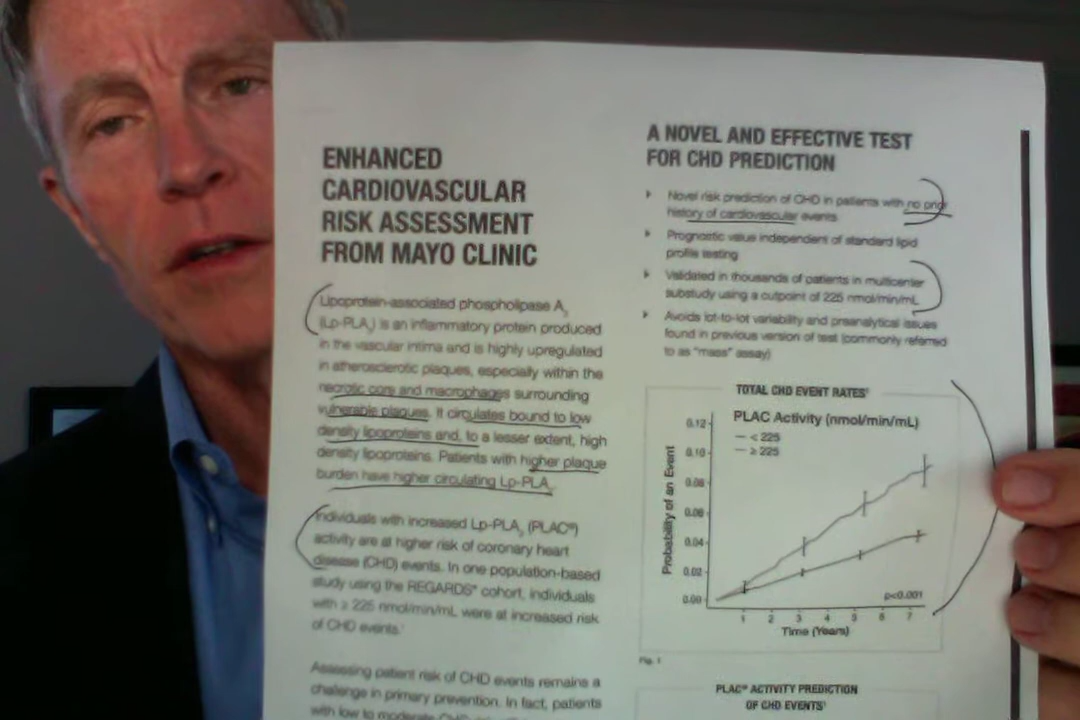 ENHANCED
CARDIOVASCULAR
RISK ASSESSMENT
FROM MAYO CLINIC
Lipoprotein-associated phospholipase A₂
(Lp-PLA₂) is an inflammatory protein produced
in the vascular intima and is highly upregulated
in atherosclerotic plaques, especially within the
necrotic core and macrophages surrounding
vulnerable plaques. It circulates bound to low
density lipoproteins and, to a lesser extent, high
density lipoproteins. Patients with higher plaque
burden have higher circulating Lp-PLA₂.
Individuals with increased Lp-PLA₂ (PLAC®)
activity are at higher risk of coronary heart
disease (CHD) events. In one population-based
study using the REGARDS* cohort, individuals
with ≥ 225 nmol/min/mL were at increased risk
of CHD events.¹
Assessing patient risk of CHD events remains a
challenge in primary prevention. In fact, patients
with low to moderate CHD
A NOVEL AND EFFECTIVE TEST
FOR CHD PREDICTION
Novel risk prediction of CHD in patients with no prior
history of cardiovascular events
Prognostic value independent of standard lipid
profile testing
Validated in thousands of patients in multicenter
substudy using a cutpoint of 225 nmol/min/mL
Avoids lot-to-lot variability and preanalytical issues
found in previous version of test (commonly referred
to as "mass" assay)
TOTAL CHD EVENT RATES¹
PLAC Activity (nmol/min/mL)
— < 225
— ≥ 225
Probability of an Event
0.12
0.10
0.08
0.06
0.04
0.02
0.00
1 2 3 4 5 6 7
Time (Years)
p<0.001
Fig. 1
PLAC® ACTIVITY PREDICTION
OF CHD EVENTS¹